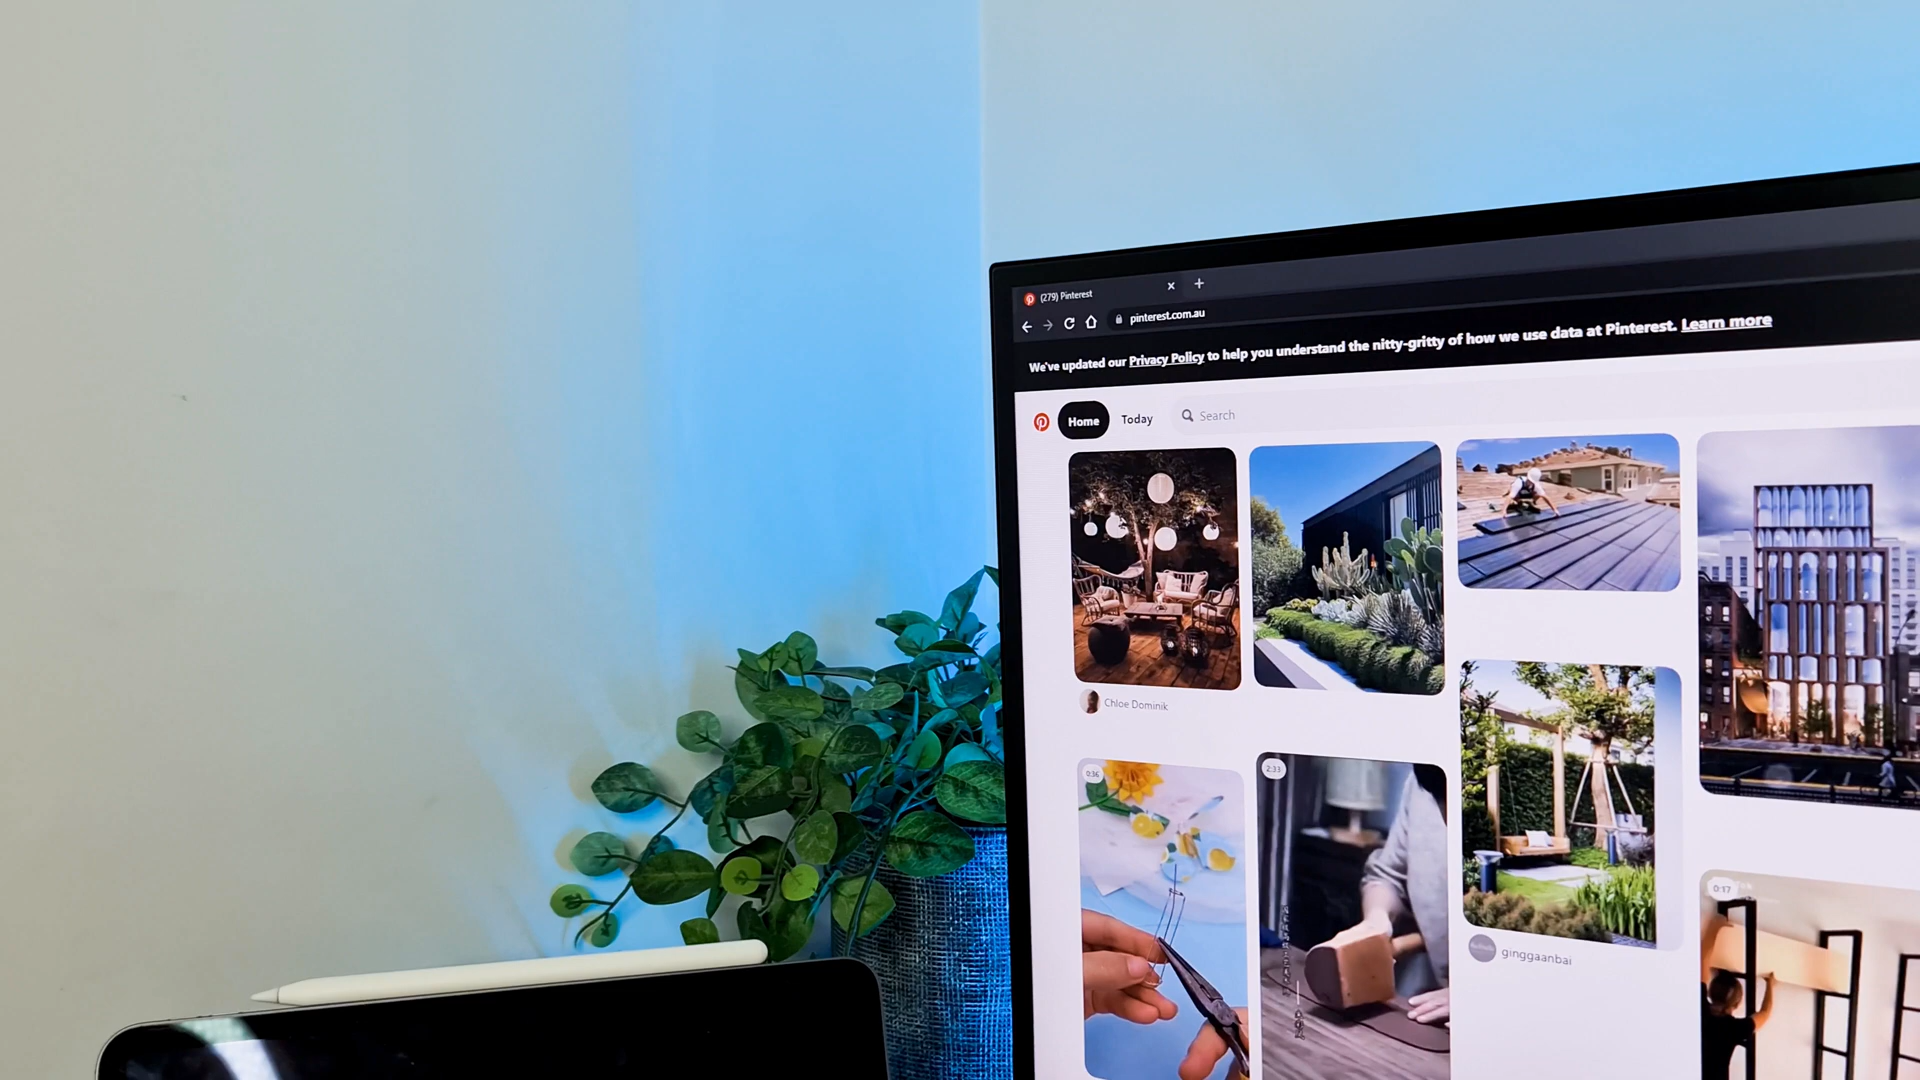 (279) Pinterest
pinterest.com.au
We've updated our Privacy Policy to help you understand the nitty-gritty of how we use data at Pinterest. Learn more
Home
Today
Search
Chloe Dominik
0:36
2:33
ginggaanbai
0:17